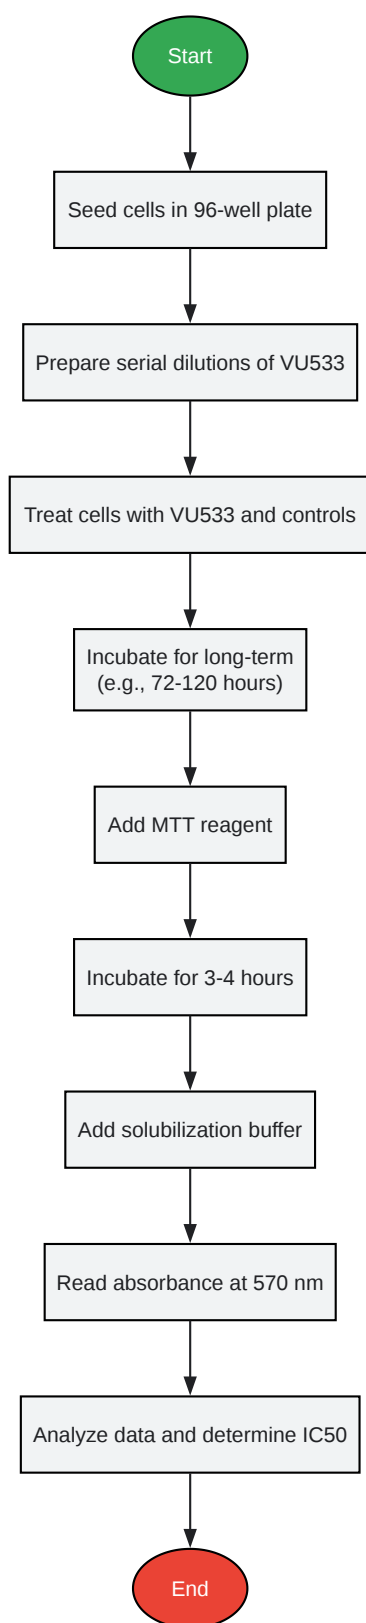 Start
Seed cells in 96-well plate
Prepare serial dilutions of VU533
Treat cells with VU533 and controls
Incubate for long-term
(e.g., 72-120 hours)
Add MTT reagent
Incubate for 3-4 hours
Add solubilization buffer
Read absorbance at 570 nm
Analyze data and determine IC50
End